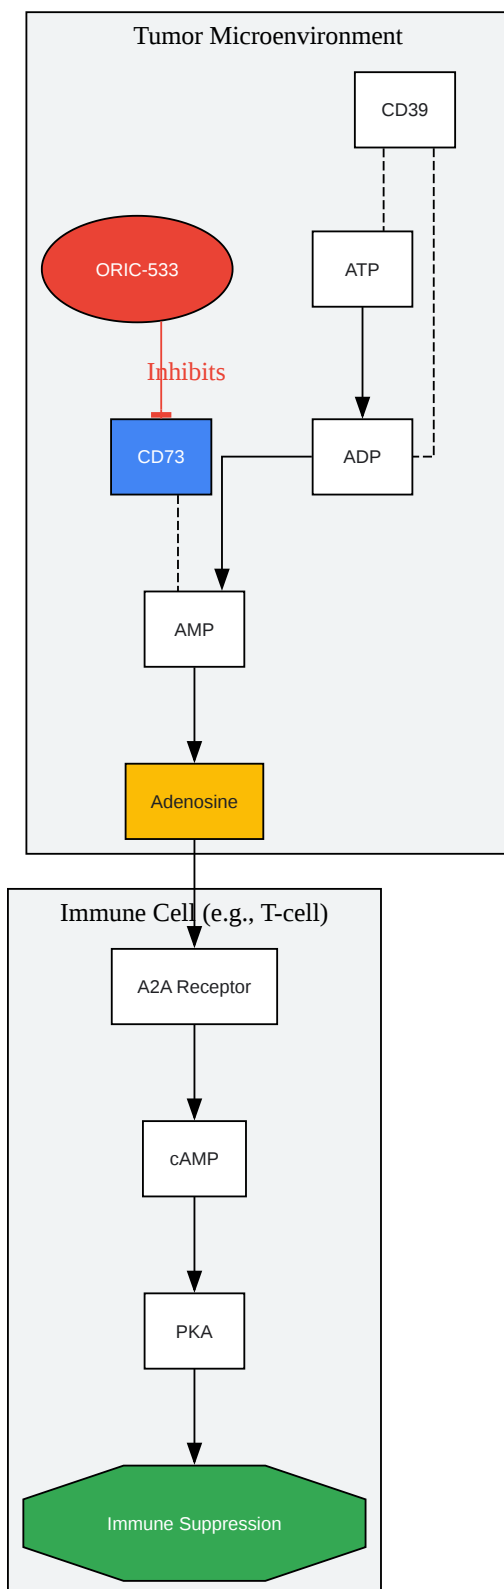 Tumor Microenvironment
CD39
ORIC-533
ATP
Inhibits
CD73
ADP
AMP
Adenosine
Immune Cell (e.g., T-cell)
A2A Receptor
cAMP
PKA
Immune Suppression